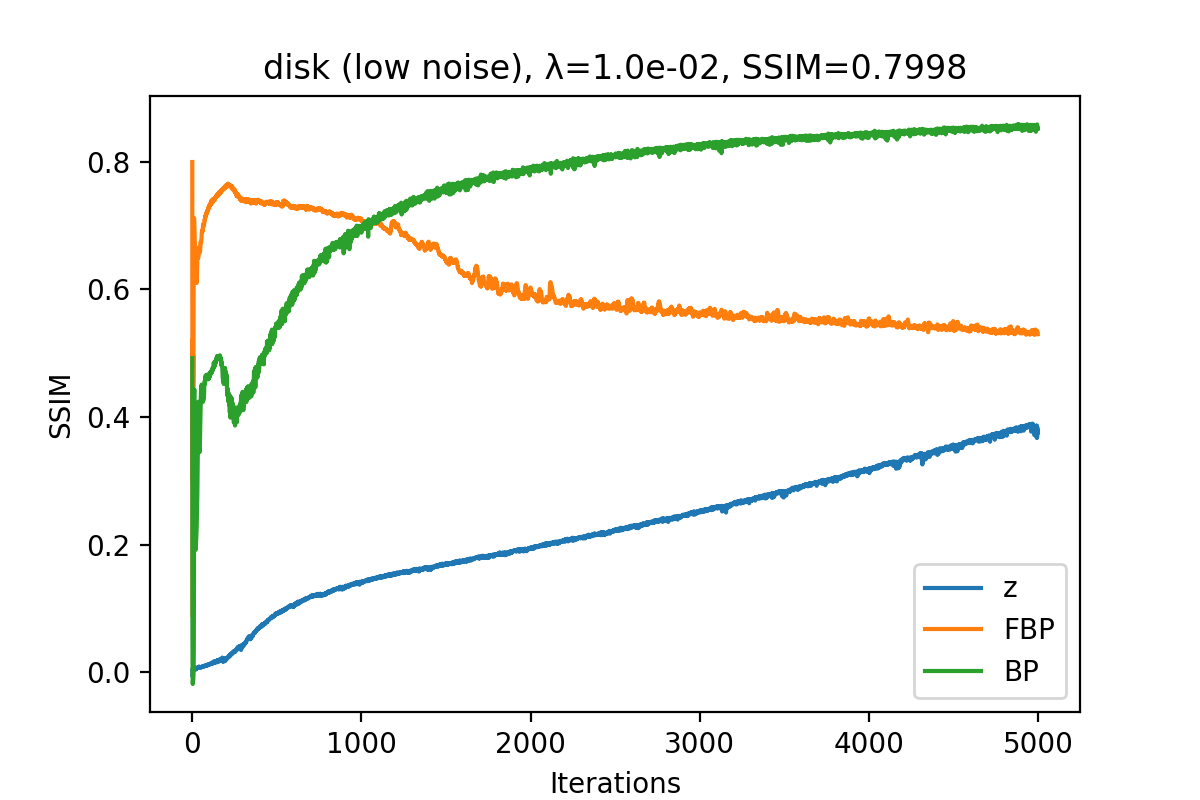 disk (low noise), λ=1.0e-02, SSIM=0.7998
SSIM
0.8
0.6
0.4
0.2
0.0
z
FBP
BP
0 1000 2000 3000 4000 5000
Iterations